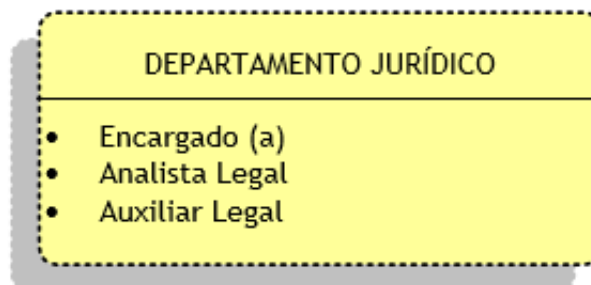 DEPARTAMENTO JURÍDICO
• Encargado (a)
• Analista Legal
• Auxiliar Legal